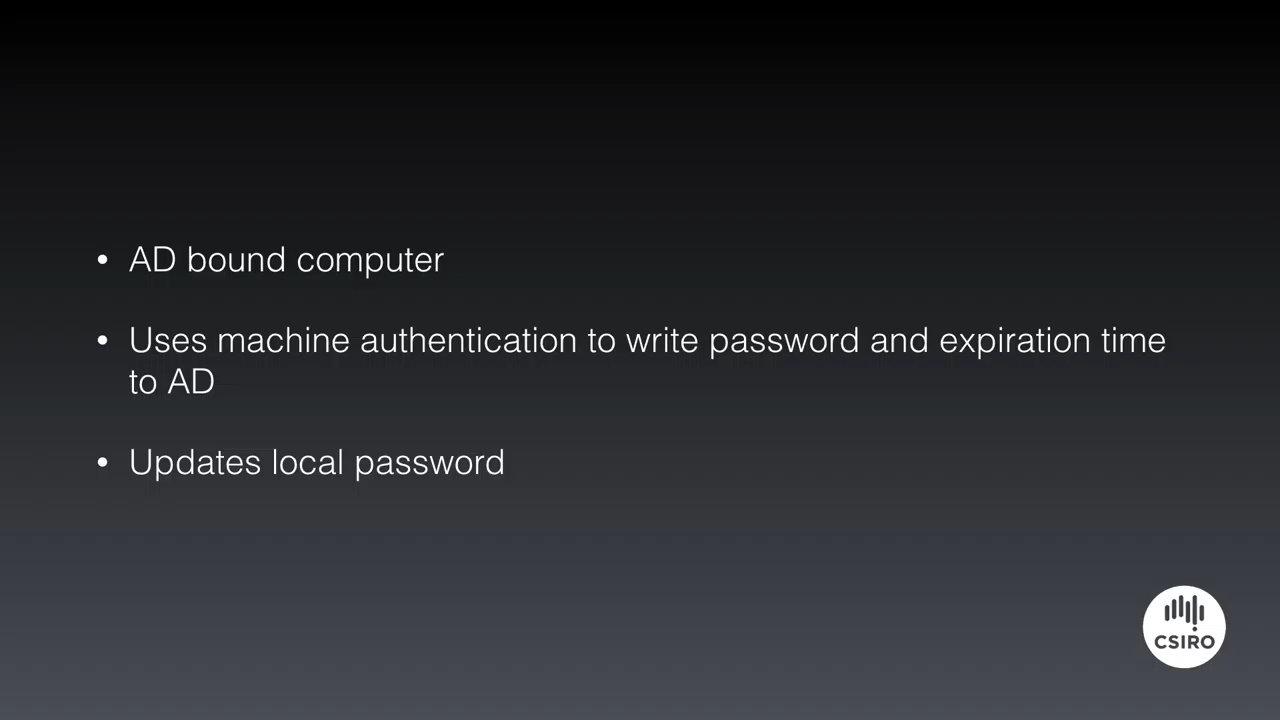 • AD bound computer
• Uses machine authentication to write password and expiration time
to AD
• Updates local password
CSIRO